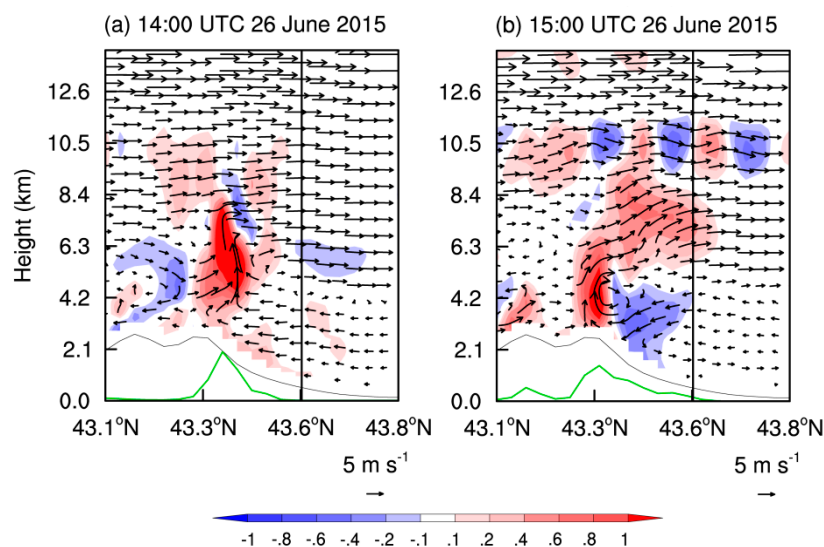 (a) 14:00 UTC 26 June 2015
(b) 15:00 UTC 26 June 2015
Height (km)
12.6
10.5
8.4
6.3
4.2
2.1
0.0
43.1°N 43.3°N 43.6°N 43.8°N
5 m s⁻¹
12.6
10.5
8.4
6.3
4.2
2.1
0.0
43.1°N 43.3°N 43.6°N 43.8°N
5 m s⁻¹
-1 -.8 -.6 -.4 -.2 .1 .2 .4 .6 .8 1